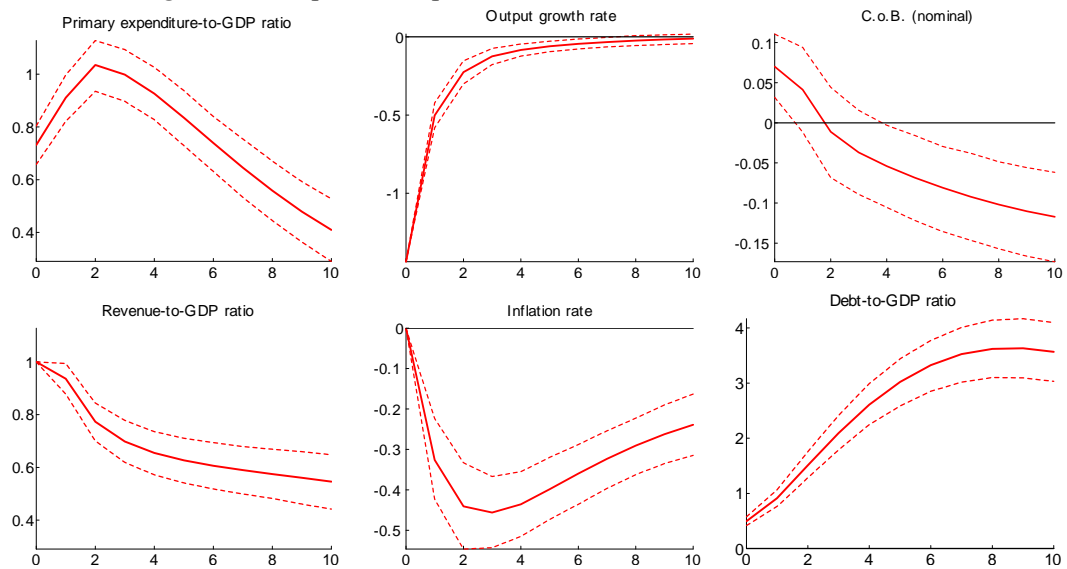 Primary expenditure-to-GDP ratio
1
0.8
0.6
0.4
0 2 4 6 8 10
Output growth rate
0
-0.5
-1
0 2 4 6 8 10
C.o.B. (nominal)
0.1
0.05
0
-0.05
-0.1
-0.15
0 2 4 6 8 10
Revenue-to-GDP ratio
1
0.8
0.6
0.4
0 2 4 6 8 10
Inflation rate
0
-0.1
-0.2
-0.3
-0.4
-0.5
0 2 4 6 8 10
Debt-to-GDP ratio
4
3
2
1
0
0 2 4 6 8 10